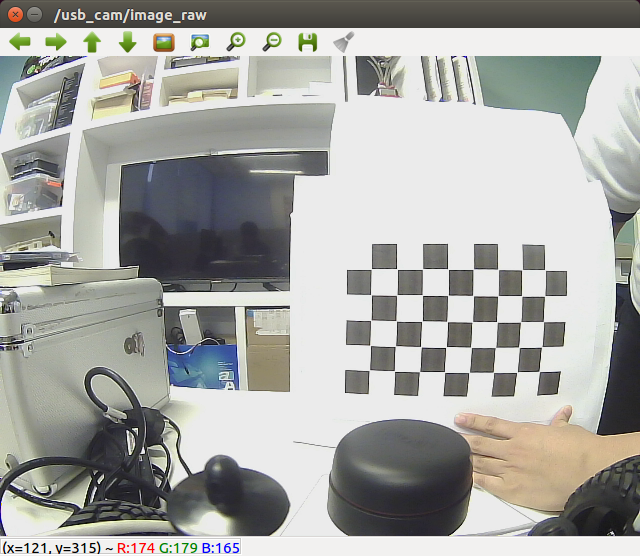 /usb_cam/image_raw
(x=121, y=315) ~ R:174 G:179 B:165